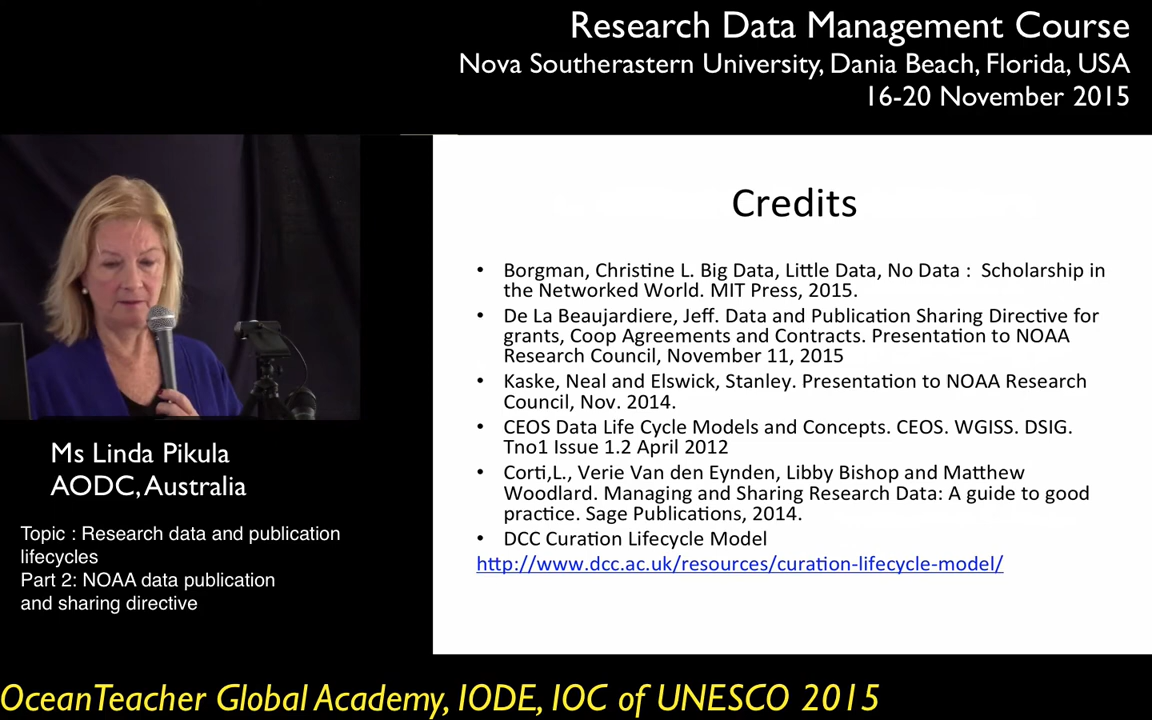 Research Data Management Course
Nova Southerastern University, Dania Beach, Florida, USA
16-20 November 2015
Credits
• Borgman, Christine L. Big Data, Little Data, No Data :  Scholarship in
the Networked World. MIT Press, 2015.
• De La Beaujardiere, Jeff. Data and Publication Sharing Directive for
grants, Coop Agreements and Contracts. Presentation to NOAA
Research Council, November 11, 2015
• Kaske, Neal and Elswick, Stanley. Presentation to NOAA Research
Council, Nov. 2014.
• CEOS Data Life Cycle Models and Concepts. CEOS. WGISS. DSIG.
Tno1 Issue 1.2 April 2012
• Corti,L., Verie Van den Eynden, Libby Bishop and Matthew
Woodlard. Managing and Sharing Research Data: A guide to good
practice. Sage Publications, 2014.
• DCC Curation Lifecycle Model
http://www.dcc.ac.uk/resources/curation-lifecycle-model/
Ms Linda Pikula
AODC, Australia
Topic : Research data and publication
lifecycles
Part 2: NOAA data publication
and sharing directive
OceanTeacher Global Academy, IODE, IOC of UNESCO 2015